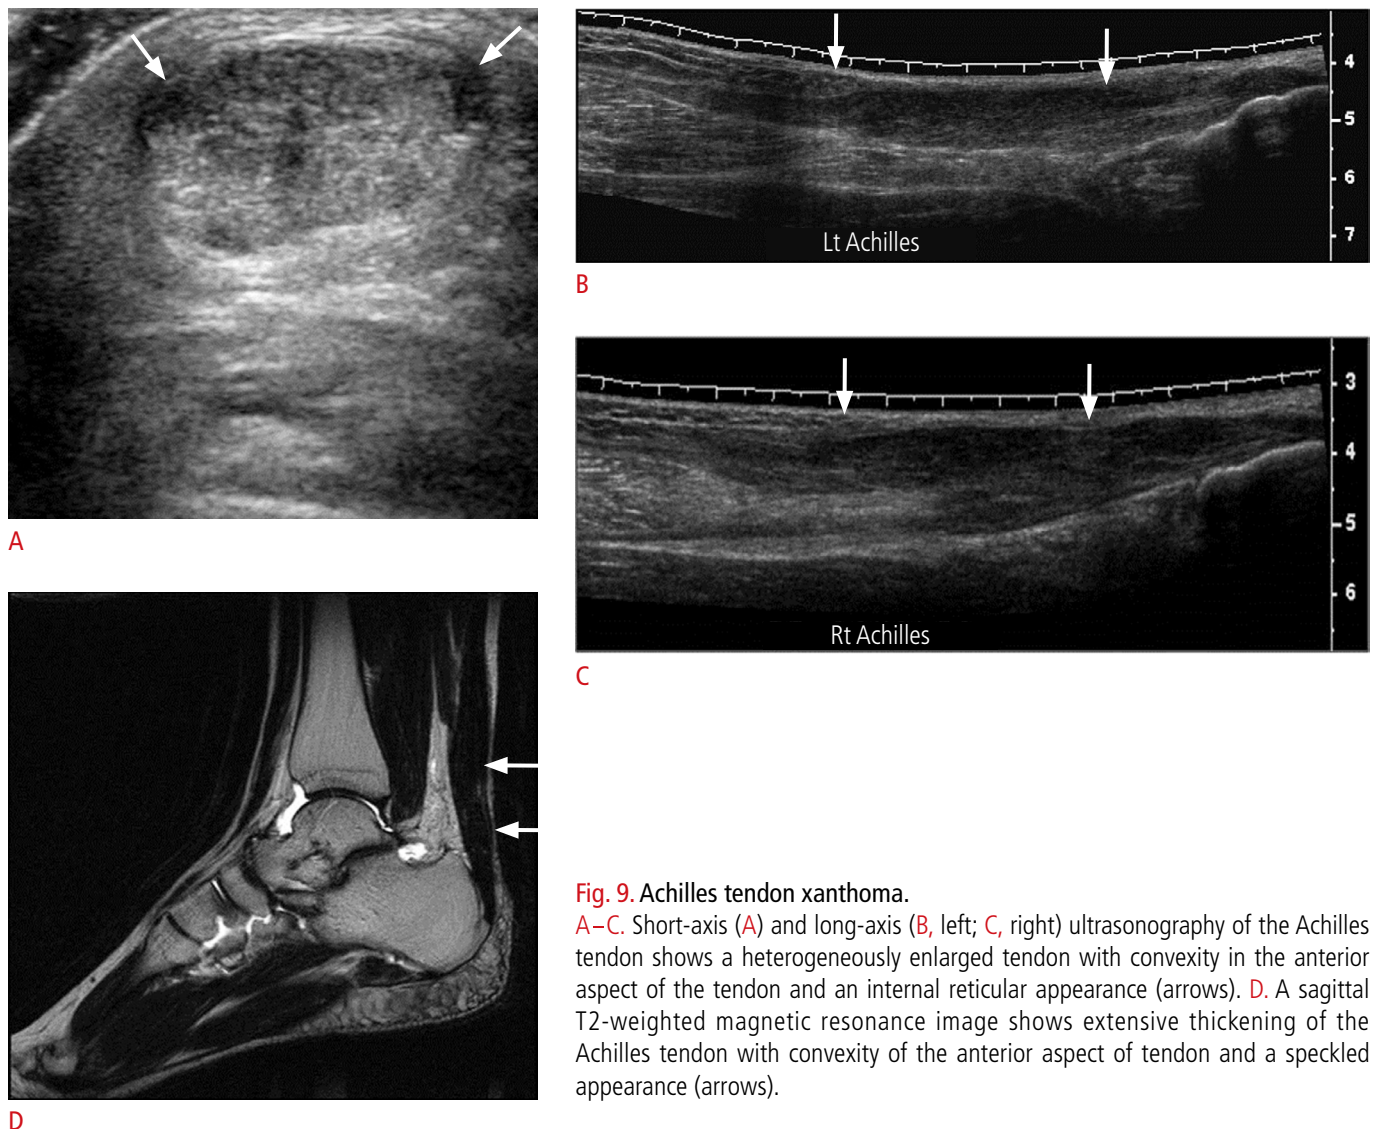 A
4
5
6
7
Lt Achilles
B
3
4
5
6
Rt Achilles
C
D
Fig. 9. Achilles tendon xanthoma.
A–C. Short-axis (A) and long-axis (B, left; C, right) ultrasonography of the Achilles
tendon shows a heterogeneously enlarged tendon with convexity in the anterior
aspect of the tendon and an internal reticular appearance (arrows). D. A sagittal
T2-weighted magnetic resonance image shows extensive thickening of the
Achilles tendon with convexity of the anterior aspect of tendon and a speckled
appearance (arrows).